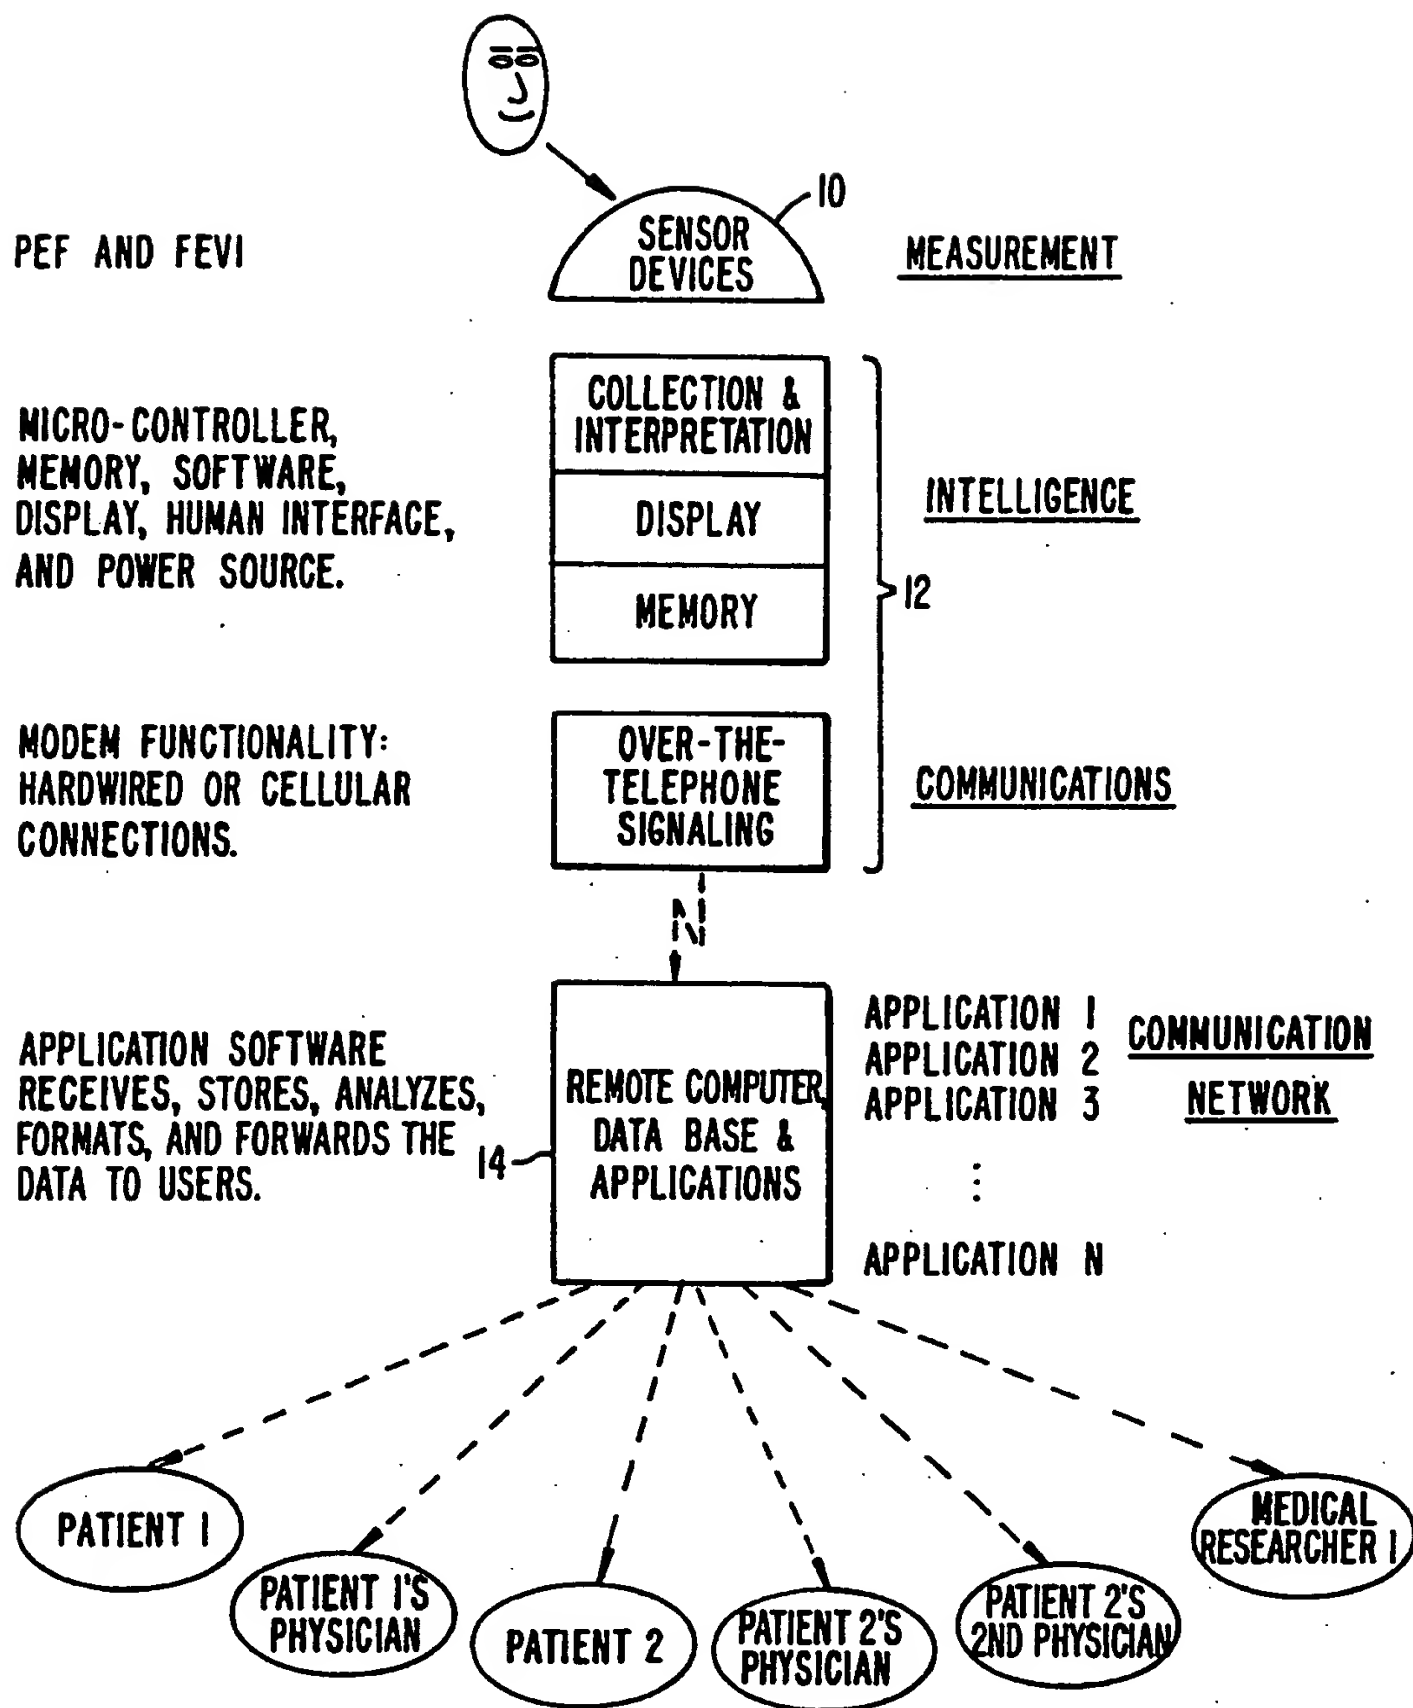 10
SENSOR
DEVICES
PEF AND FEVI
MEASUREMENT
COLLECTION &
INTERPRETATION
DISPLAY
MEMORY
MICRO-CONTROLLER,
MEMORY, SOFTWARE,
DISPLAY, HUMAN INTERFACE,
AND POWER SOURCE.
INTELLIGENCE
12
MODEM FUNCTIONALITY:
HARDWIRED OR CELLULAR
CONNECTIONS.
OVER-THE-
TELEPHONE
SIGNALING
COMMUNICATIONS
APPLICATION SOFTWARE
RECEIVES, STORES, ANALYZES,
FORMATS, AND FORWARDS THE
DATA TO USERS.
14
REMOTE COMPUTER,
DATA BASE &
APPLICATIONS
APPLICATION 1
APPLICATION 2
APPLICATION 3
⋮
APPLICATION N
COMMUNICATION
NETWORK
PATIENT 1
PATIENT 1'S
PHYSICIAN
PATIENT 2
PATIENT 2'S
PHYSICIAN
PATIENT 2'S
2ND PHYSICIAN
MEDICAL
RESEARCHER 1